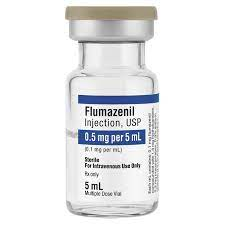 Flumazenil
Injection, USP
0.5 mg per 5 mL
(0.1 mg per mL)
Sterile
For Intravenous Use Only
Rx only
5 mL
Multiple Dose Vial